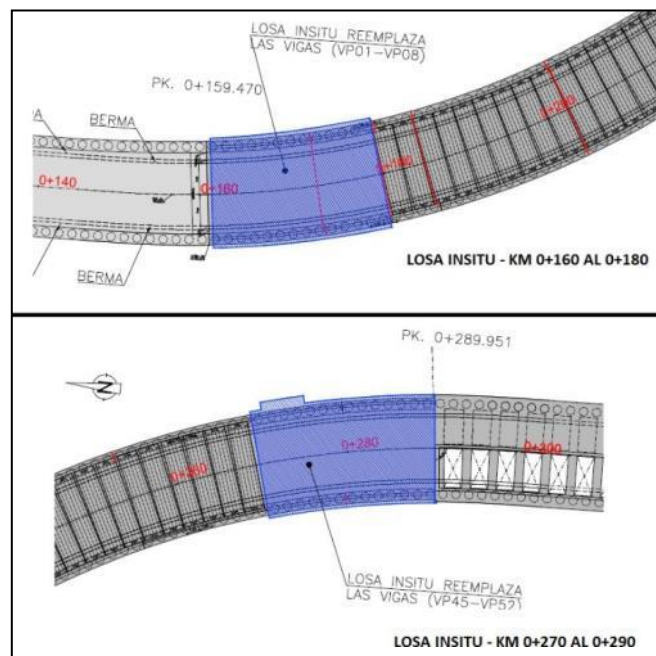 LOSA INSITU REEMPLAZA
LAS VIGAS (VP01-VP08)
PK. 0+159.470
BERMA
0+200
0+140
0+160
0+180
BERMA
LOSA INSITU - KM 0+160 AL 0+180
PK. 0+289.951
N
0+280
0+300
0+260
LOSA INSITU REEMPLAZA
LAS VIGAS (VP45-VP52)
LOSA INSITU - KM 0+270 AL 0+290